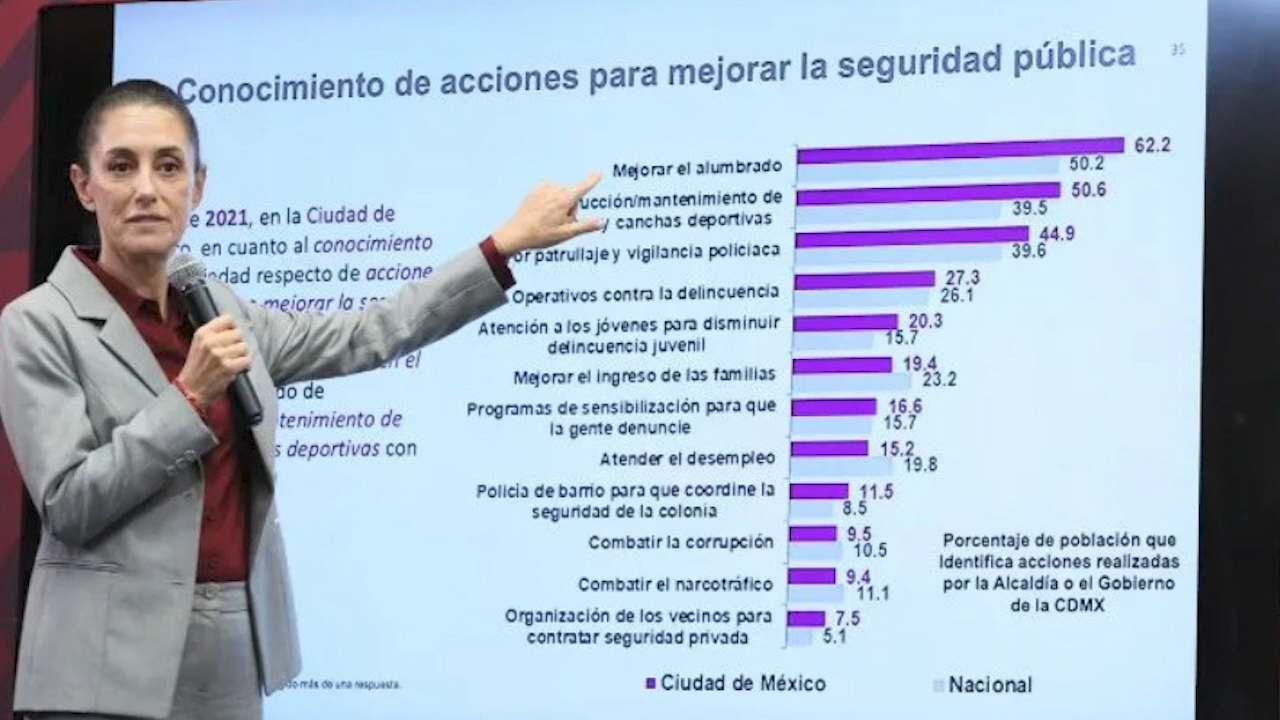 Conocimiento de acciones para mejorar la seguridad pública
35
2021, en la Ciudad de
en cuanto al conocimiento
respecto de
mejorar la
el
de
de
deportivas con
más de una respuesta.
Mejorar el alumbrado
62.2
50.2
de
y canchas deportivas
50.6
39.5
patrullaje y vigilancia policiaca
44.9
39.6
Operativos contra la delincuencia
27.3
26.1
Atención a los jóvenes para disminuir
delincuencia juvenil
20.3
15.7
Mejorar el ingreso de las familias
19.4
23.2
Programas de sensibilización para que
la gente denuncie
16.6
15.7
Atender el desempleo
15.2
19.8
Policía de barrio para que coordine la
seguridad de la colonia
11.5
8.5
Combatir la corrupción
9.5
10.5
Combatir el narcotráfico
9.4
11.1
Organización de los vecinos para
contratar seguridad privada
7.5
5.1
Porcentaje de población que
Identifica acciones realizadas
por la Alcaldía o el Gobierno
de la CDMX
Ciudad de México
Nacional